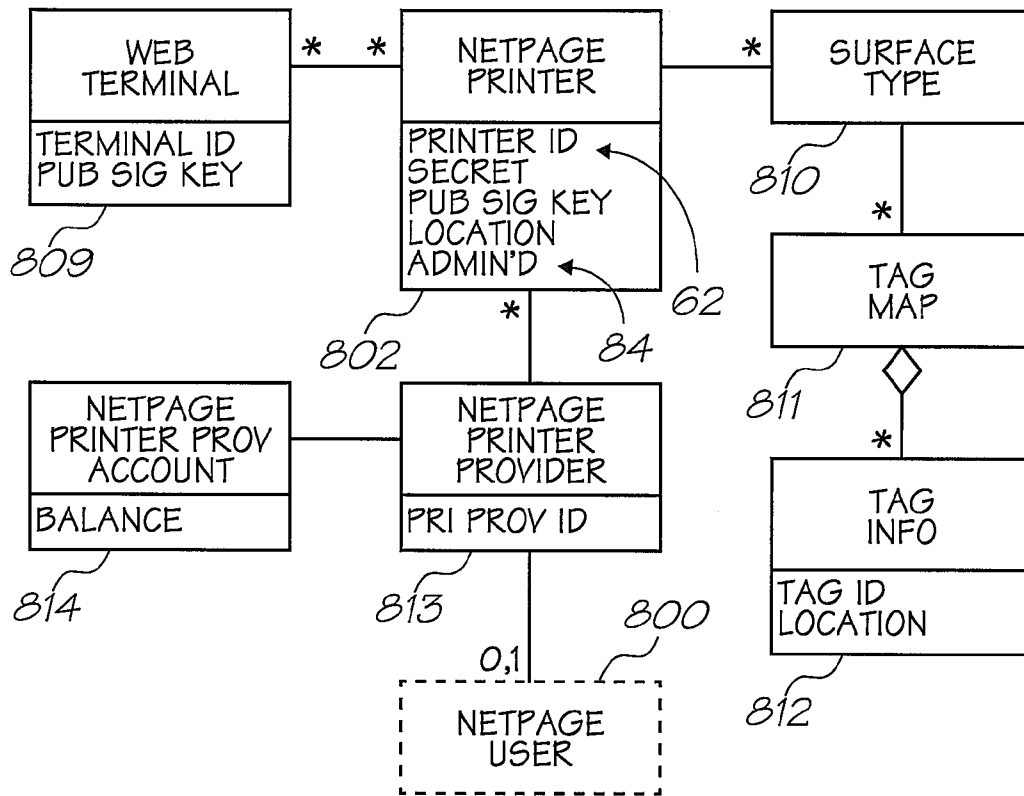 WEB
TERMINAL
TERMINAL ID
PUB SIG KEY
809
*
*
NETPAGE
PRINTER
PRINTER ID
SECRET
PUB SIG KEY
LOCATION
ADMIN'D
62
84
802
*
*
SURFACE
TYPE
810
*
TAG
MAP
811
*
TAG
INFO
TAG ID
LOCATION
812
NETPAGE
PRINTER PROV
ACCOUNT
BALANCE
814
NETPAGE
PRINTER
PROVIDER
PRI PROV ID
813
0,1
800
NETPAGE
USER